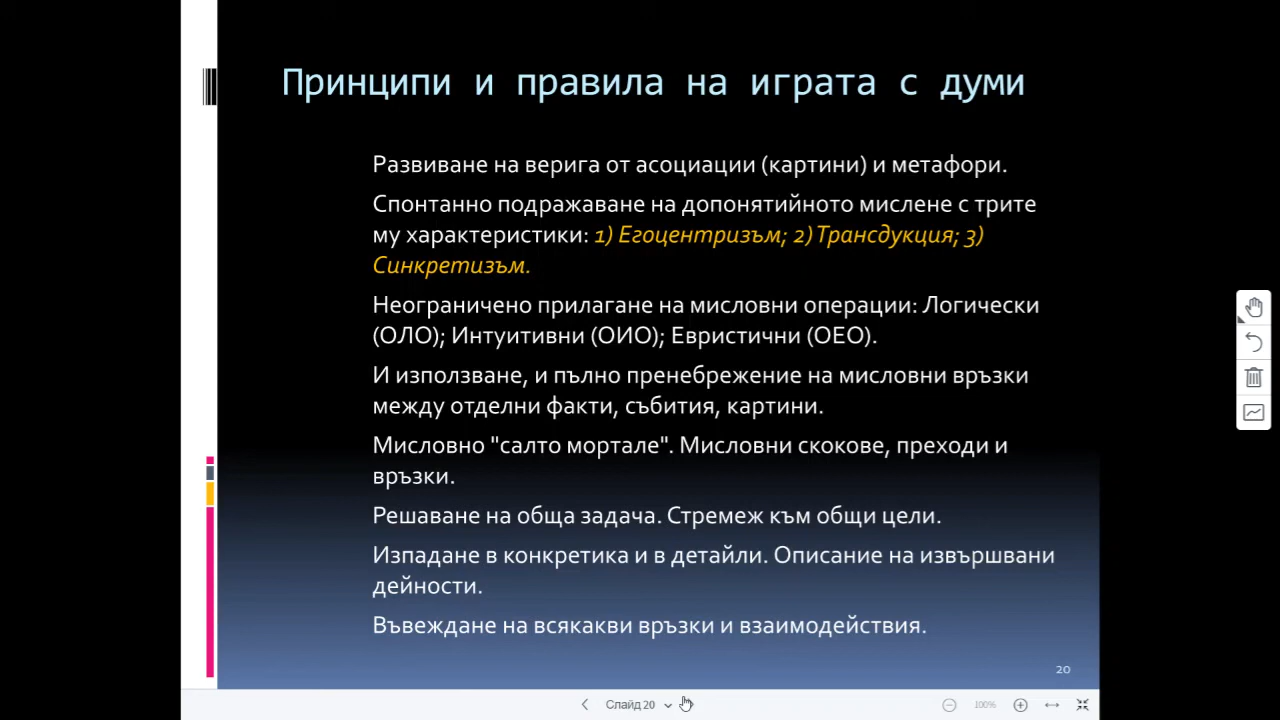 Принципи и правила на играта с думи
Развиване на верига от асоциации (картини) и метафори.
Спонтанно подражаване на допонятийното мислене с трите
му характеристики: 1) Егоцентризъм; 2) Трансдукция; 3)
Синкретизъм.
Неограничено прилагане на мисловни операции: Логически
(ОЛО); Интуитивни (ОИО); Евристични (ОЕО).
И използване, и пълно пренебрежение на мисловни връзки
между отделни факти, събития, картини.
Мисловно "салто мортале". Мисловни скокове, преходи и
връзки.
Решаване на обща задача. Стремеж към общи цели.
Изпадане в конкретика и в детайли. Описание на извършвани
дейности.
Въвеждане на всякакви връзки и взаимодействия.
20
Слайд 20
100%